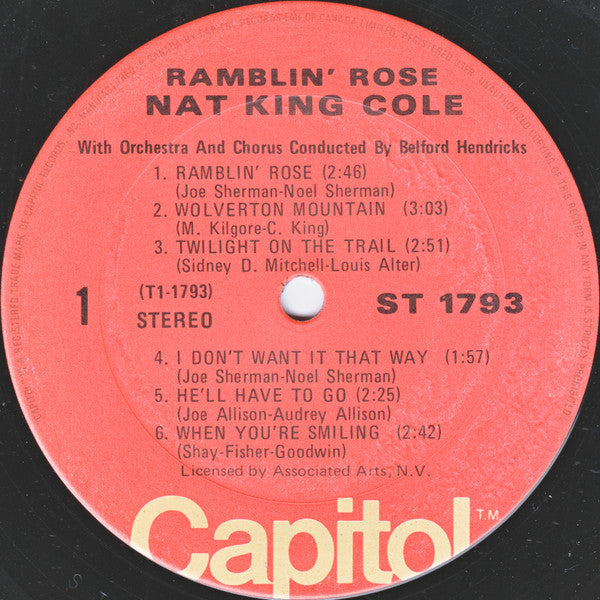 RAMBLIN' ROSE
NAT KING COLE
With Orchestra And Chorus Conducted By Belford Hendricks
1. RAMBLIN' ROSE (2:46)
(Joe Sherman-Noel Sherman)
2. WOLVERTON MOUNTAIN (3:03)
(M. Kilgore-C. King)
3. TWILIGHT ON THE TRAIL (2:51)
(Sidney D. Mitchell-Louis Alter)
1 (T1-1793) ST 1793
STEREO
4. I DON'T WANT IT THAT WAY (1:57)
(Joe Sherman-Noel Sherman)
5. HE'LL HAVE TO GO (2:25)
(Joe Allison-Audrey Allison)
6. WHEN YOU'RE SMILING (2:42)
(Shay-Fisher-Goodwin)
Licensed by Associated Arts, N.V.
Capitol T.M.